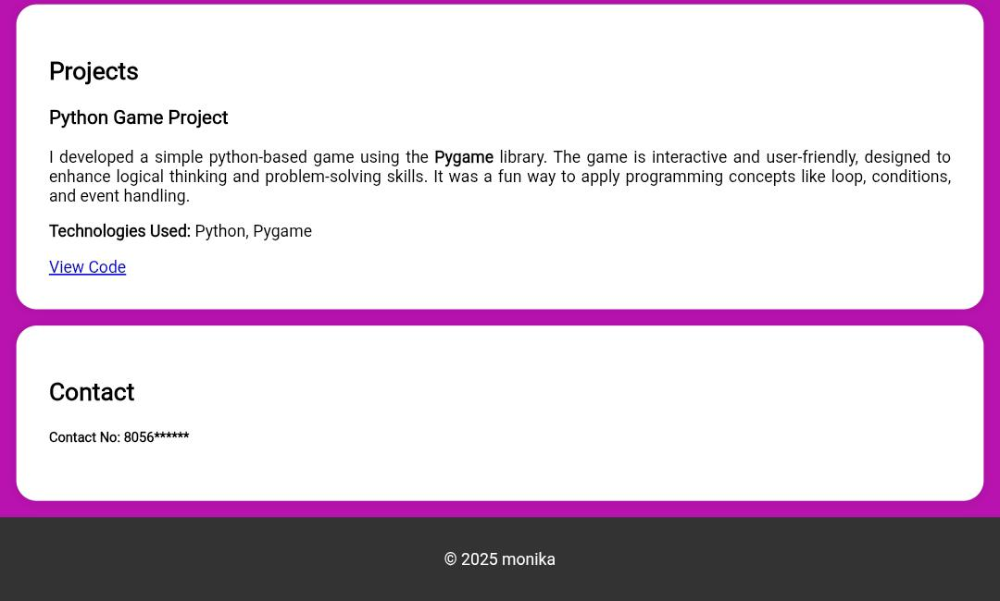 Projects
Python Game Project
I developed a simple python-based game using the Pygame library. The game is interactive and user-friendly, designed to
enhance logical thinking and problem-solving skills. It was a fun way to apply programming concepts like loop, conditions,
and event handling.
Technologies Used: Python, Pygame
View Code
Contact
Contact No: 8056******
© 2025 monika